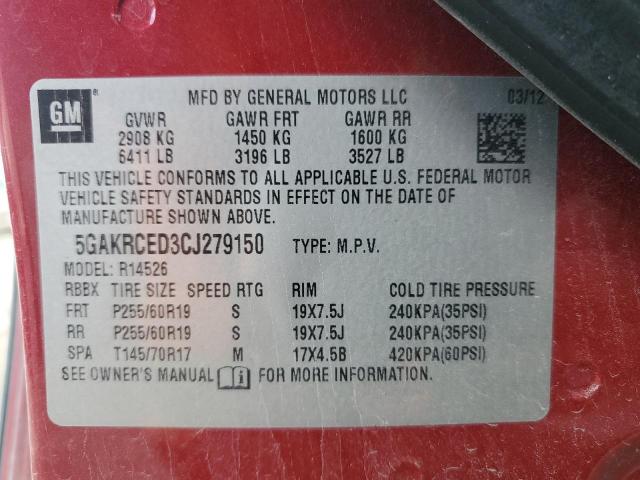 GM ®
MFD BY GENERAL MOTORS LLC 03/12
GVWR GAWR FRT GAWR RR
2908 KG 1450 KG 1600 KG
6411 LB 3196 LB 3527 LB
THIS VEHICLE CONFORMS TO ALL APPLICABLE U.S. FEDERAL MOTOR
VEHICLE SAFETY STANDARDS IN EFFECT ON THE DATE OF
MANUFACTURE SHOWN ABOVE.
5GAKRCED3CJ279150 TYPE: M.P.V.
MODEL: R14526
RBBX TIRE SIZE SPEED RTG RIM COLD TIRE PRESSURE
FRT P255/60R19 S 19X7.5J 240KPA(35PSI)
RR P255/60R19 S 19X7.5J 240KPA(35PSI)
SPA T145/70R17 M 17X4.5B 420KPA(60PSI)
SEE OWNER'S MANUAL FOR MORE INFORMATION.